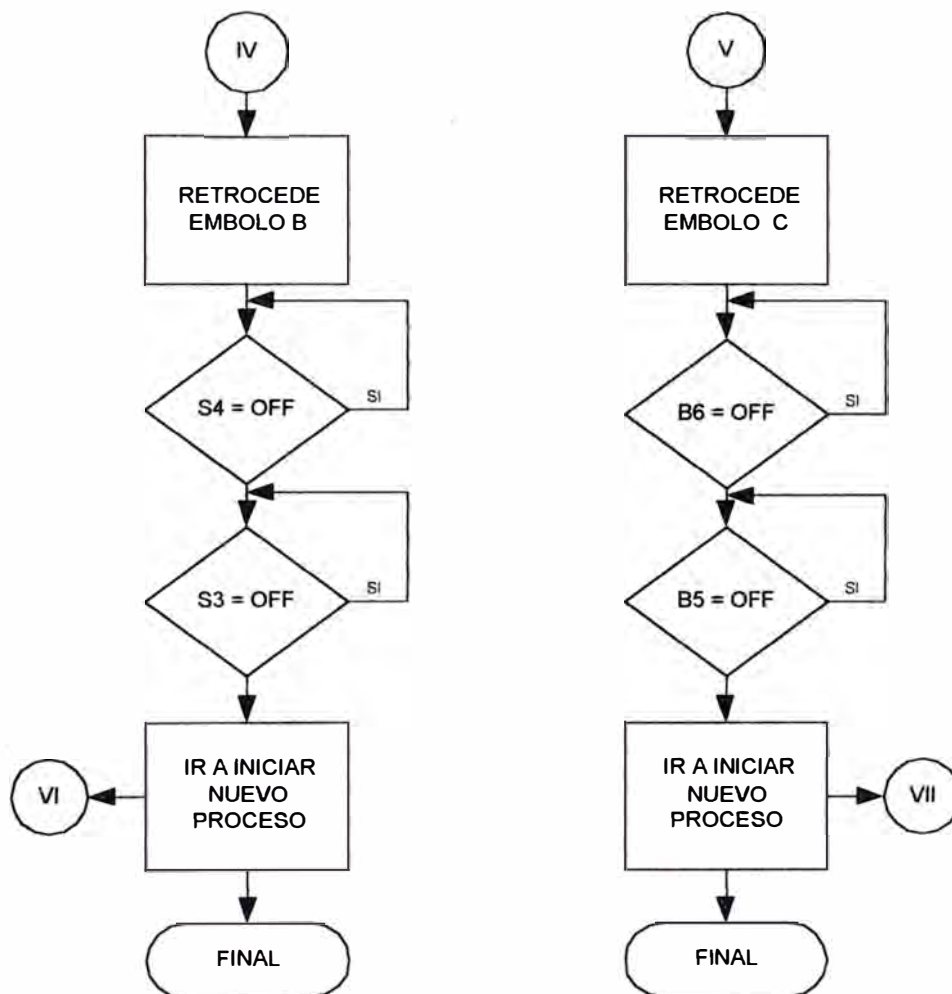 IV
RETROCEDE
EMBOLO B
S4 = OFF
SI
S3 = OFF
SI
IR A INICIAR
NUEVO
PROCESO
VI
FINAL
V
RETROCEDE
EMBOLO C
B6 = OFF
SI
B5 = OFF
SI
IR A INICIAR
NUEVO
PROCESO
VII
FINAL